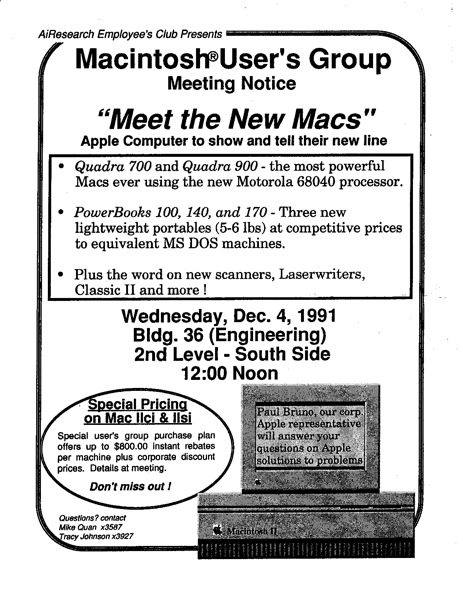 AiResearch Employee's Club Presents
Macintosh® User's Group
Meeting Notice
"Meet the New Macs"
Apple Computer to show and tell their new line
• Quadra 700 and Quadra 900 - the most powerful
Macs ever using the new Motorola 68040 processor.
• PowerBooks 100, 140, and 170 - Three new
lightweight portables (5-6 lbs) at competitive prices
to equivalent MS DOS machines.
• Plus the word on new scanners, Laserwriters,
Classic II and more !
Wednesday, Dec. 4, 1991
Bldg. 36 (Engineering)
2nd Level - South Side
12:00 Noon
Special Pricing
on Mac IIci & IIsi
Special user's group purchase plan
offers up to $800.00 instant rebates
per machine plus corporate discount
prices. Details at meeting.
Don't miss out !
Paul Bruno, our corp.
Apple representative
will answer your
questions on Apple
solutions to problems
Macintosh II
Questions? contact
Mike Quan x3587
Tracy Johnson x3927